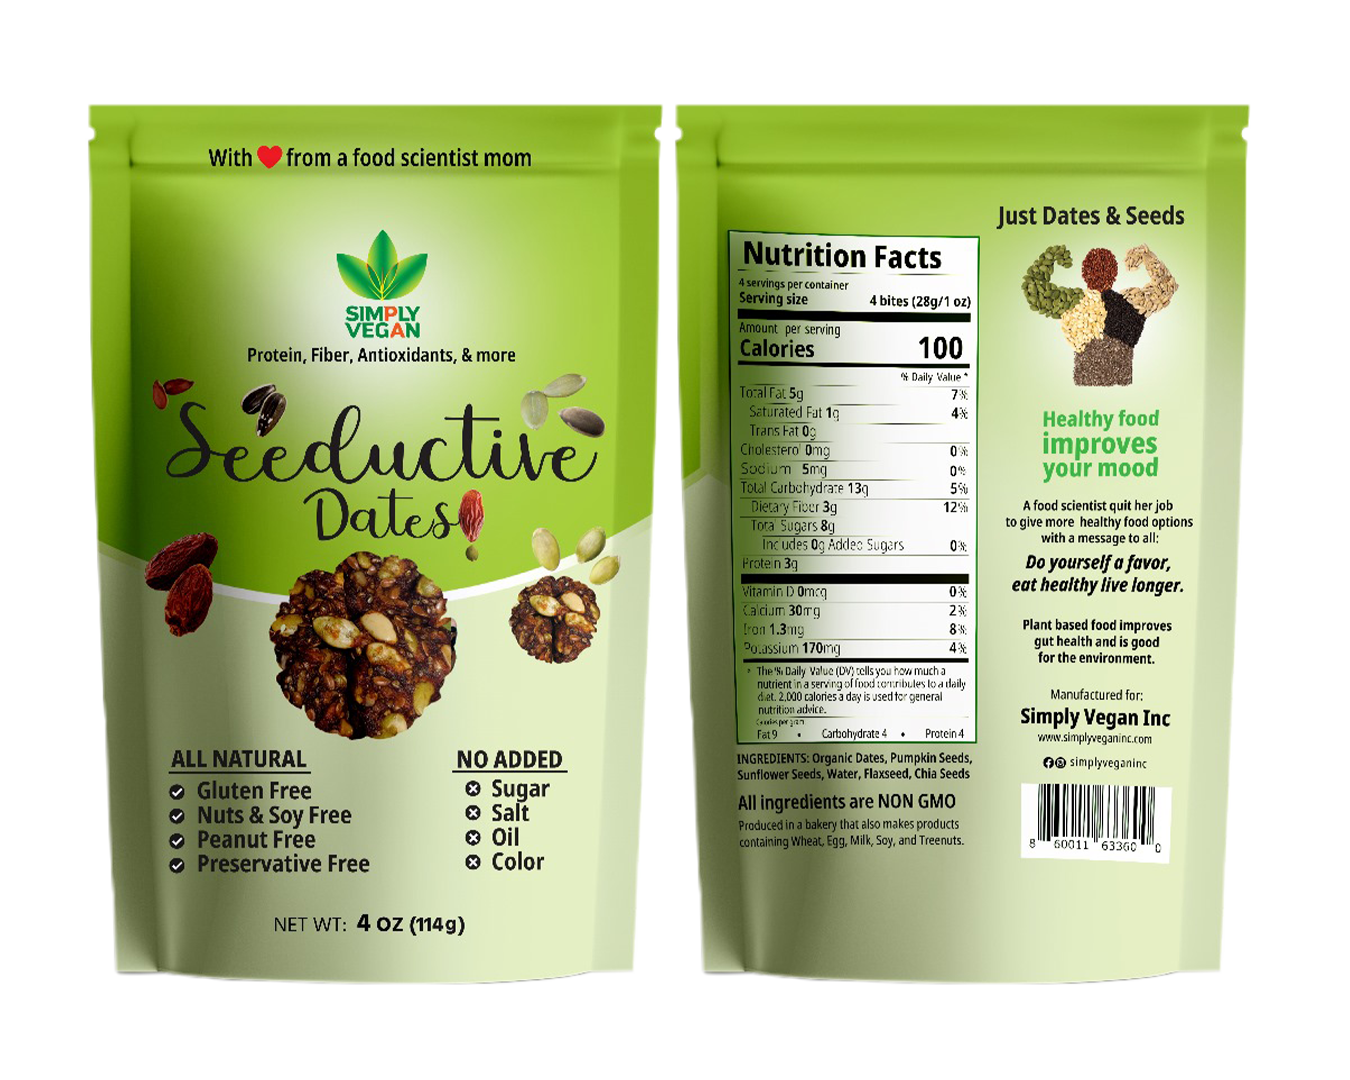 With from a food scientist mom
SIMPLY
VEGAN
Protein, Fiber, Antioxidants, & more
Seeductive
Dates
ALL NATURAL
Gluten Free
Nuts & Soy Free
Peanut Free
Preservative Free
NO ADDED
Sugar
Salt
Oil
Color
NET WT: 4 OZ (114g)
Nutrition Facts
4 servings per container
Serving size 4 bites (28g/1 oz)
Amount per serving
Calories 100
% Daily Value *
Total Fat 5g 7%
Saturated Fat 1g 4%
Trans Fat 0g
Cholesterol 0mg 0%
Sodium 5mg 0%
Total Carbohydrate 13g 5%
Dietary Fiber 3g 12%
Total Sugars 8g
Includes 0g Added Sugars 0%
Protein 3g
Vitamin D 0mcg 0%
Calcium 30mg 2%
Iron 1.3mg 8%
Potassium 170mg 4%
* The % Daily Value (DV) tells you how much a
nutrient in a serving of food contributes to a daily
diet. 2,000 calories a day is used for general
nutrition advice.
Calories per gram
Fat 9 • Carbohydrate 4 • Protein 4
INGREDIENTS: Organic Dates, Pumpkin Seeds,
Sunflower Seeds, Water, Flaxseed, Chia Seeds
All ingredients are NON GMO
Produced in a bakery that also makes products
containing Wheat, Egg, Milk, Soy, and Treenuts.
Just Dates & Seeds
Healthy food
improves
your mood
A food scientist quit her job
to give more healthy food options
with a message to all:
Do yourself a favor,
eat healthy live longer.
Plant based food improves
gut health and is good
for the environment.
Manufactured for:
Simply Vegan Inc
www.simplyveganinc.com
simplyveganinc
8 60011 63360 0